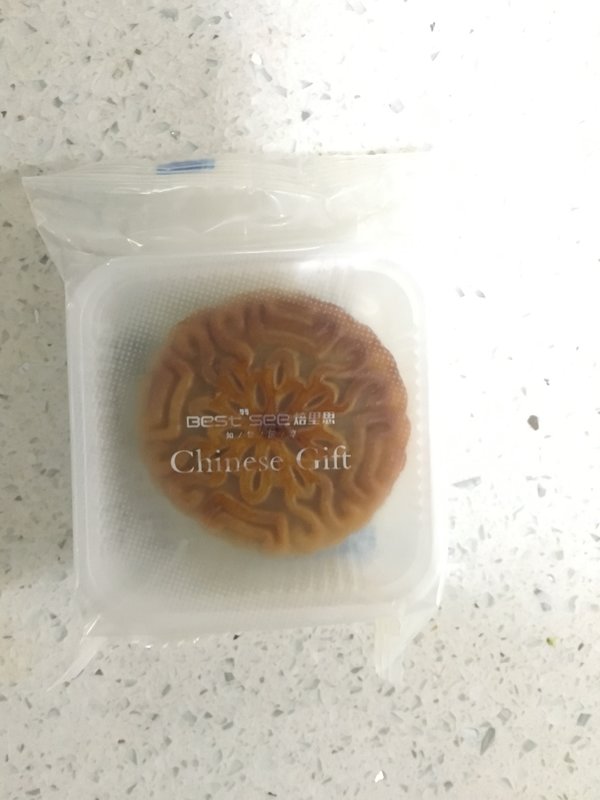 Best See 焙里思
Chinese Gift